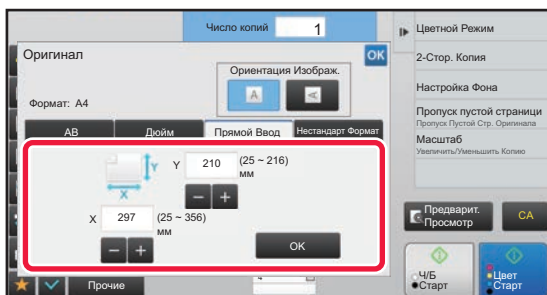 Число копий
1
Оригинал
OK
Ориентация Изображ.
A
A
Формат: A4
AB
Дюйм
Прямой Ввод
Нестандарт Формат
Y
Y
210
(25 ~ 216)
мм
X
X
297
(25 ~ 356)
мм
OK
Прочие
Цветной Режим
2-Стор. Копия
Настройка Фона
Пропуск пустой страници
Пропуск Пустой Стр. Оригинала
Масштаб
Увеличить/Уменьшить Копию
Предварит.
Просмотр
CA
Ч/Б
Старт
Цвет
Старт